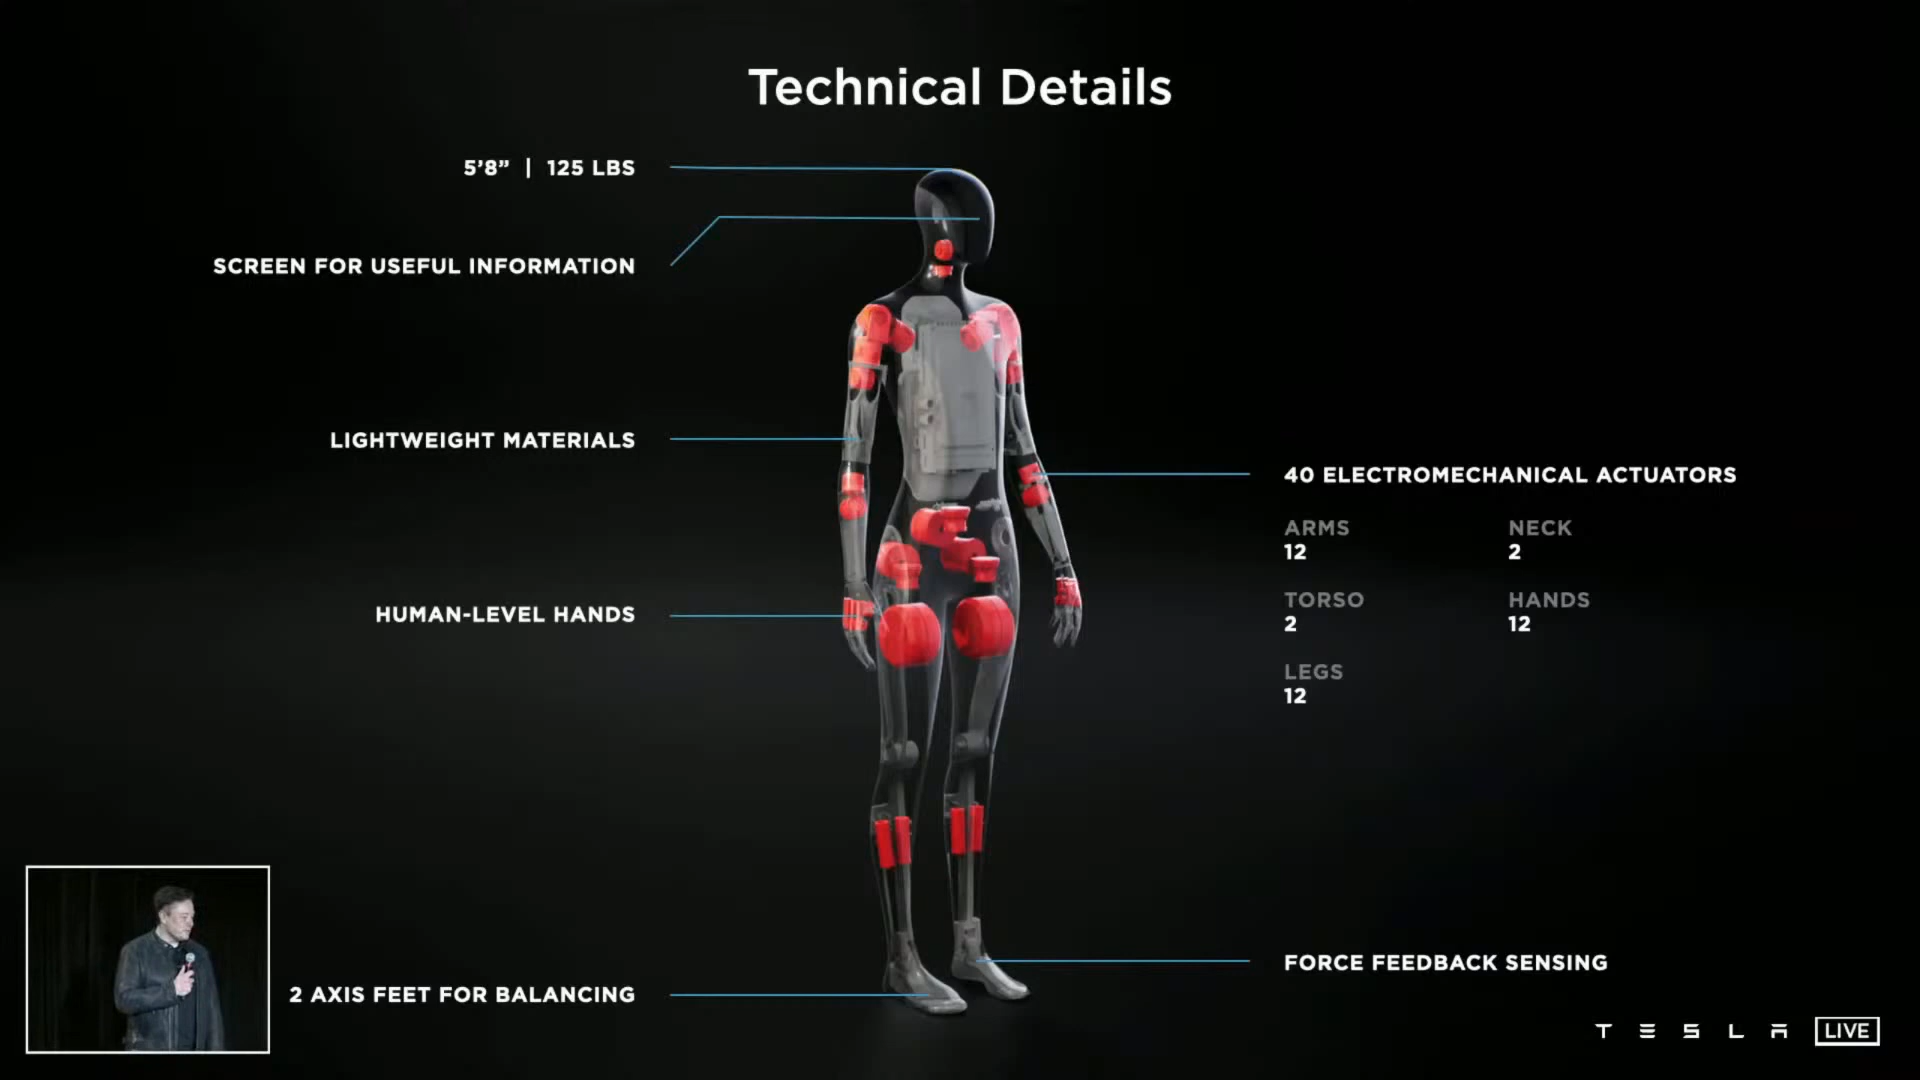 Technical Details
5’8” | 125 LBS
SCREEN FOR USEFUL INFORMATION
LIGHTWEIGHT MATERIALS
HUMAN-LEVEL HANDS
2 AXIS FEET FOR BALANCING
40 ELECTROMECHANICAL ACTUATORS
ARMS
12
NECK
2
TORSO
2
HANDS
12
LEGS
12
FORCE FEEDBACK SENSING
TESLA LIVE